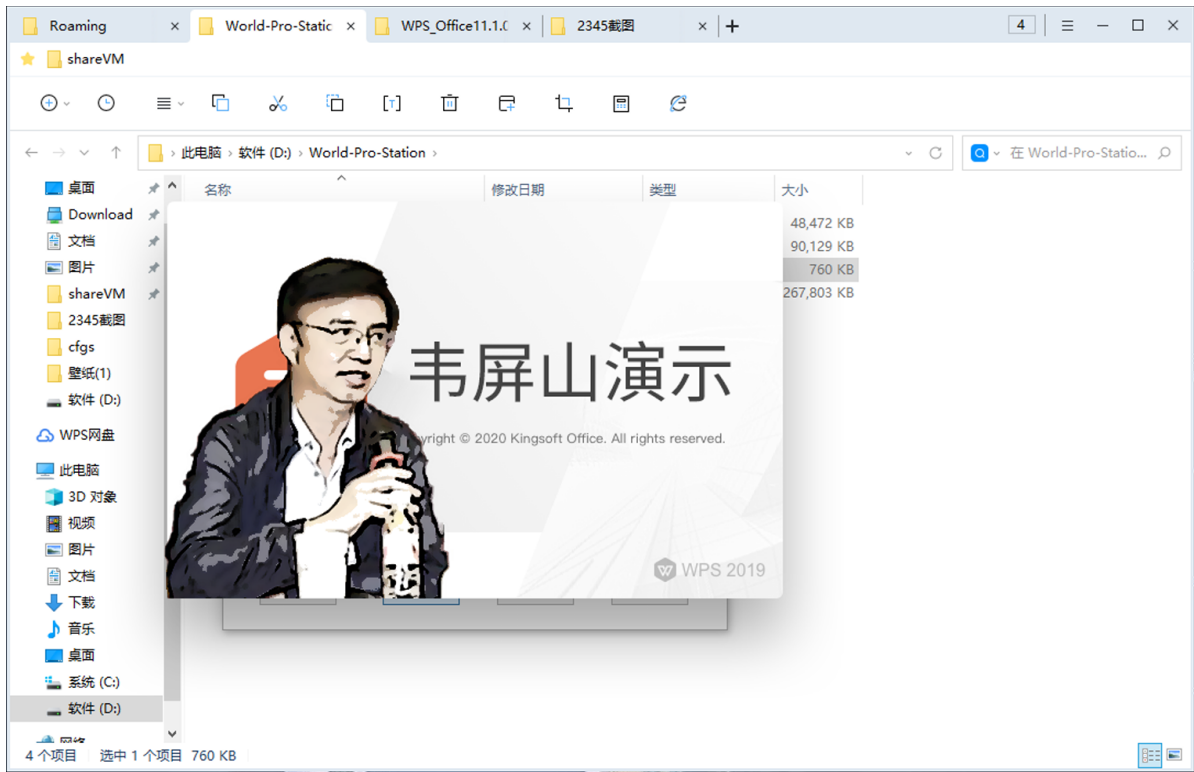 Roaming
World-Pro-Static
WPS_Office11.1.0
2345截图
4
shareVM
此电脑 › 软件 (D:) › World-Pro-Station ›
在 World-Pro-Statio...
名称
修改日期
类型
大小
桌面
Download
文档
图片
shareVM
2345截图
cfgs
壁纸(1)
软件 (D:)
WPS网盘
此电脑
3D 对象
视频
图片
文档
下载
音乐
桌面
系统 (C:)
软件 (D:)
48,472 KB
90,129 KB
760 KB
267,803 KB
韦屏山演示
yright © 2020 Kingsoft Office. All rights reserved.
WPS 2019
4 个项目 选中 1 个项目 760 KB